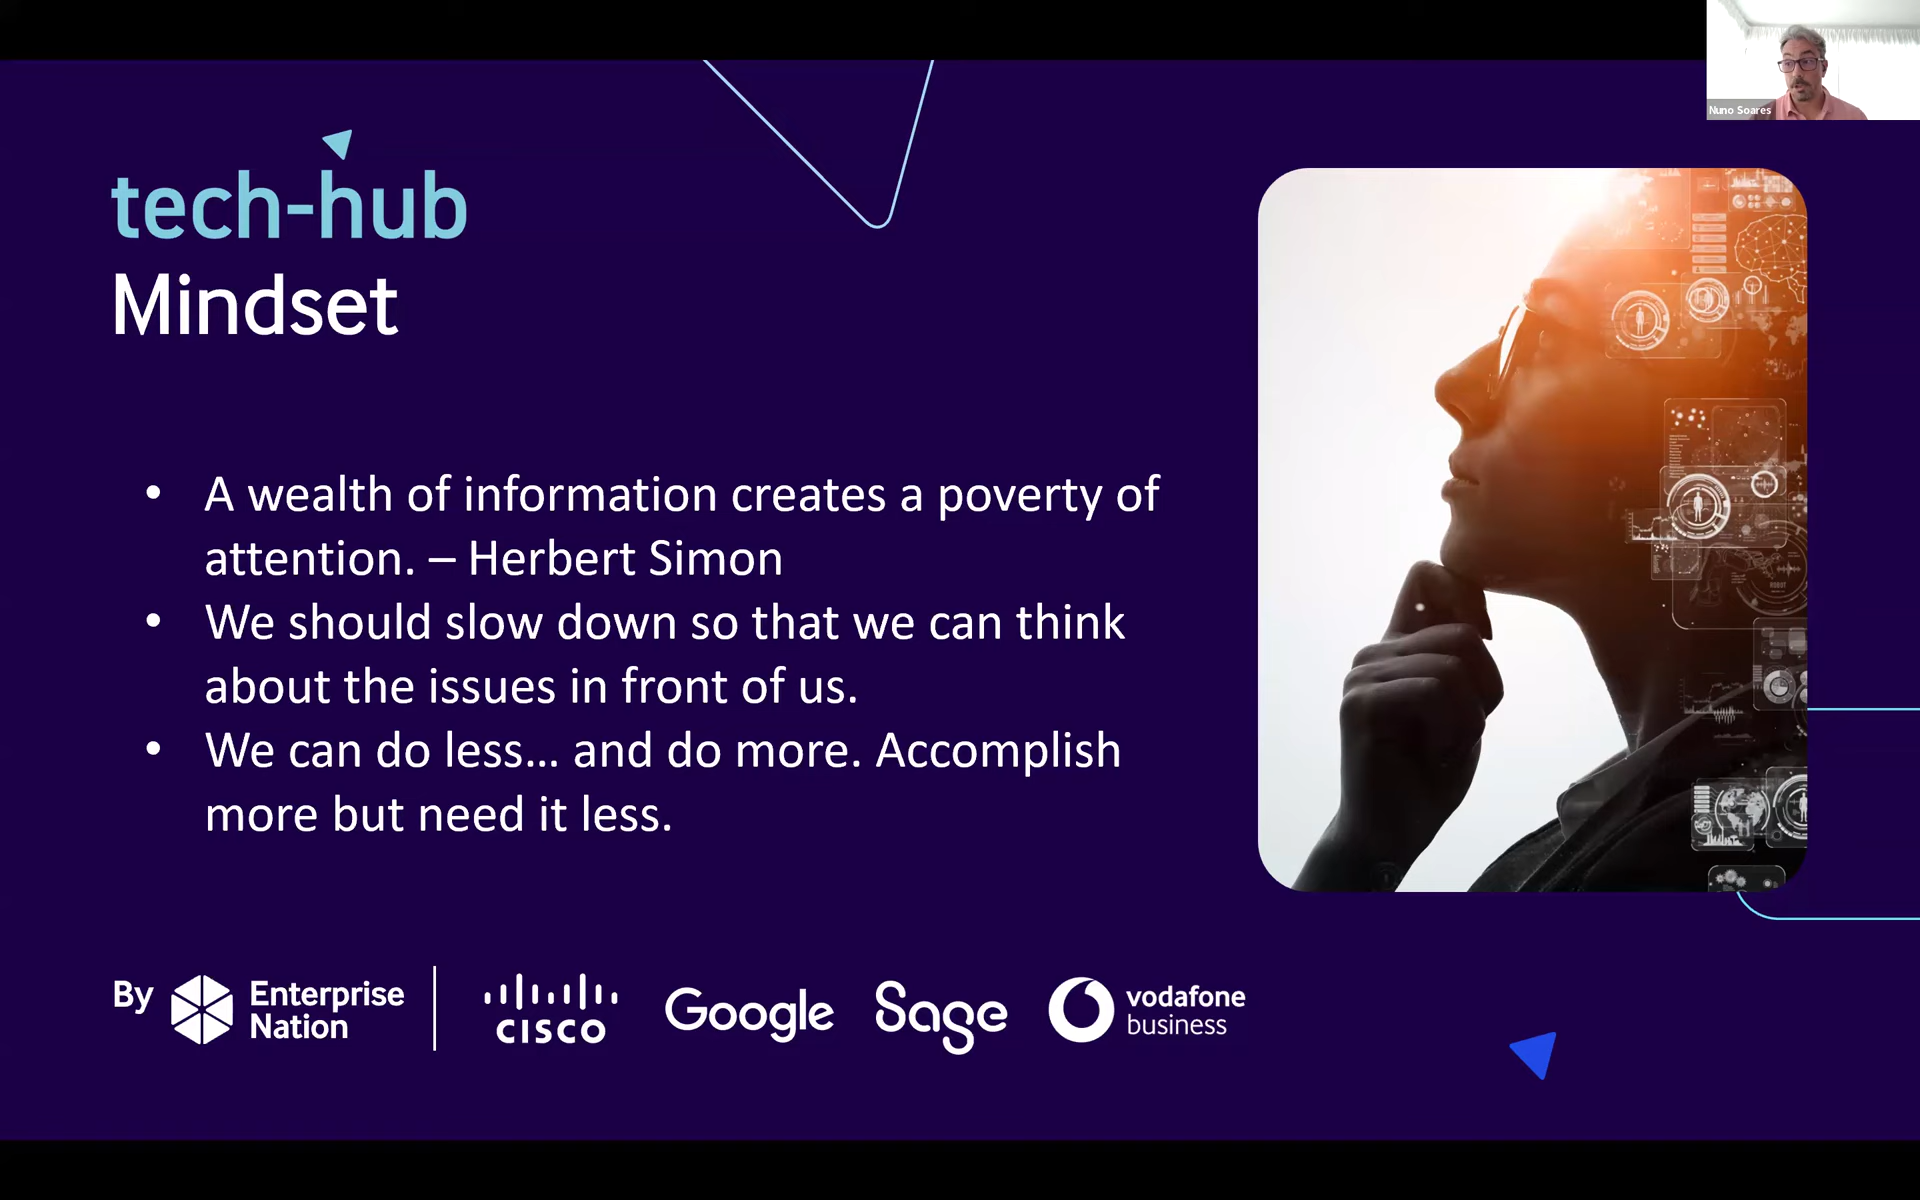 Nuno Soares
tech-hub
Mindset
• A wealth of information creates a poverty of
attention. – Herbert Simon
• We should slow down so that we can think
about the issues in front of us.
• We can do less... and do more. Accomplish
more but need it less.
By Enterprise
Nation
CISCO
Google
Sage
vodafone
business